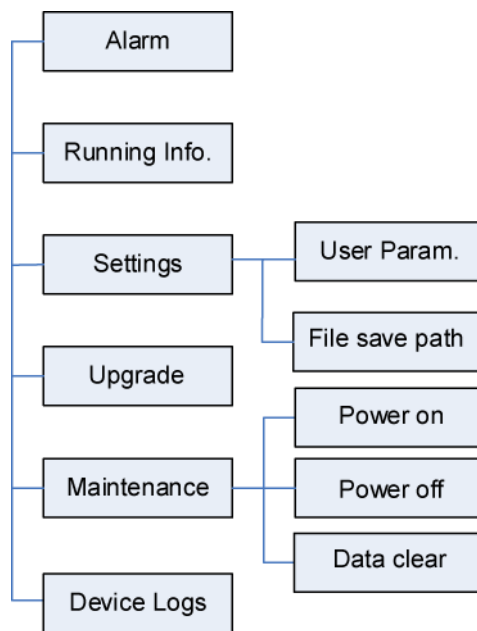 Alarm
Running Info.
Settings
User Param.
File save path
Upgrade
Maintenance
Power on
Power off
Data clear
Device Logs